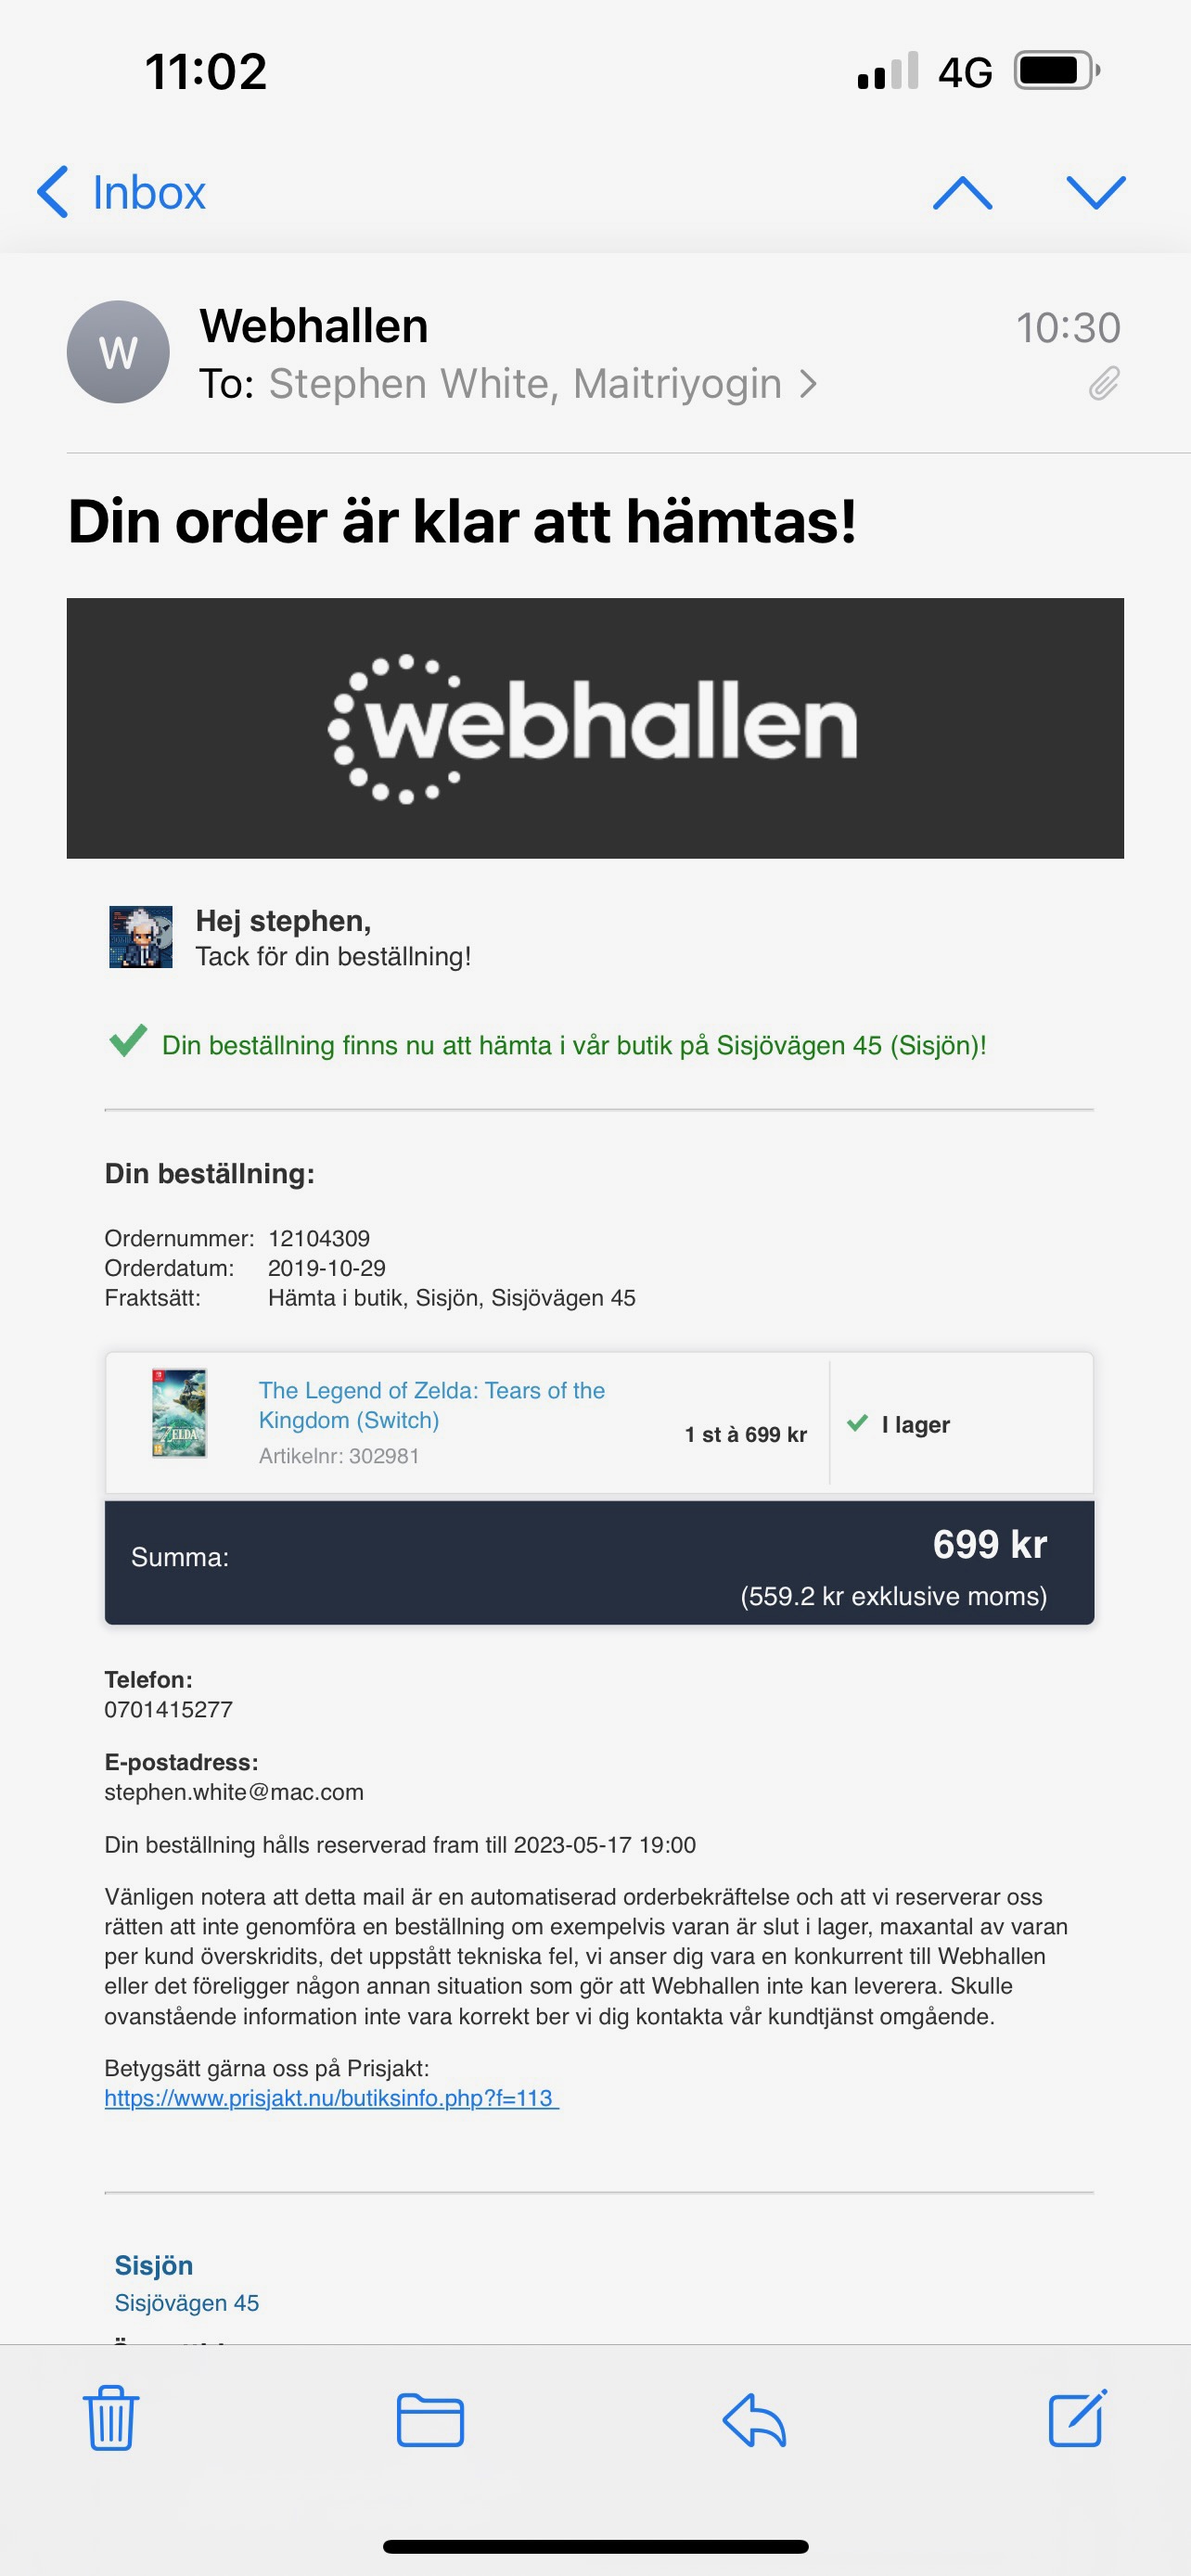 11:02
4G
Inbox
W
Webhallen
10:30
To: Stephen White, Maitriyogin
Din order är klar att hämtas!
webhallen
Hej stephen,
Tack för din beställning!
Din beställning finns nu att hämta i vår butik på Sisjövägen 45 (Sisjön)!
Din beställning:
Ordernummer: 12104309
Orderdatum: 2019-10-29
Fraktsätt: Hämta i butik, Sisjön, Sisjövägen 45
ZELDA
The Legend of Zelda: Tears of the
Kingdom (Switch)
Artikelnr: 302981
1 st à 699 kr
I lager
Summa:
699 kr
(559.2 kr exklusive moms)
Telefon:
0701415277
E-postadress:
stephen.white@mac.com
Din beställning hålls reserverad fram till 2023-05-17 19:00
Vänligen notera att detta mail är en automatiserad orderbekräftelse och att vi reserverar oss
rätten att inte genomföra en beställning om exempelvis varan är slut i lager, maxantal av varan
per kund överskridits, det uppstått tekniska fel, vi anser dig vara en konkurrent till Webhallen
eller det föreligger någon annan situation som gör att Webhallen inte kan leverera. Skulle
ovanstående information inte vara korrekt ber vi dig kontakta vår kundtjänst omgående.
Betygsätt gärna oss på Prisjakt:
https://www.prisjakt.nu/butiksinfo.php?f=113
Sisjön
Sisjövägen 45